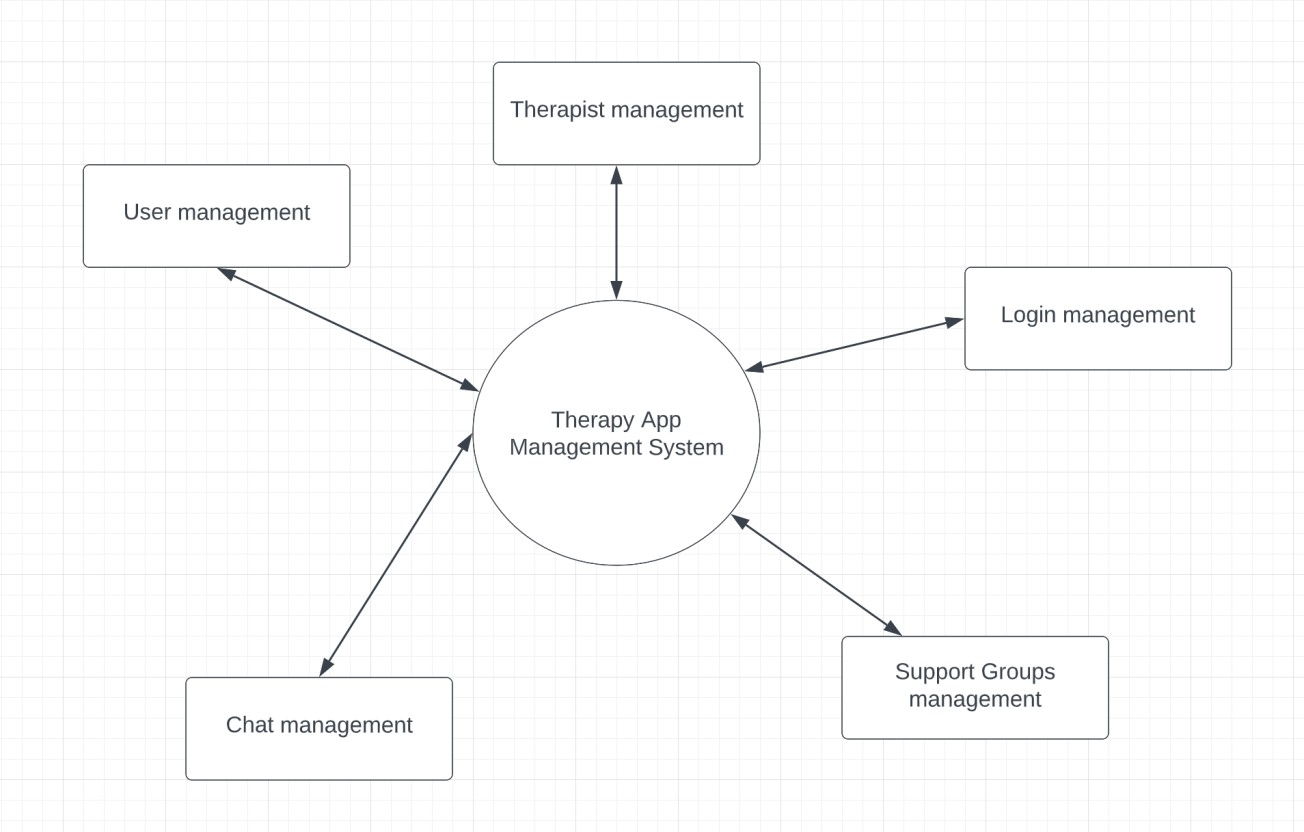 Therapist management
User management
Login management
Therapy App
Management System
Support Groups
management
Chat management